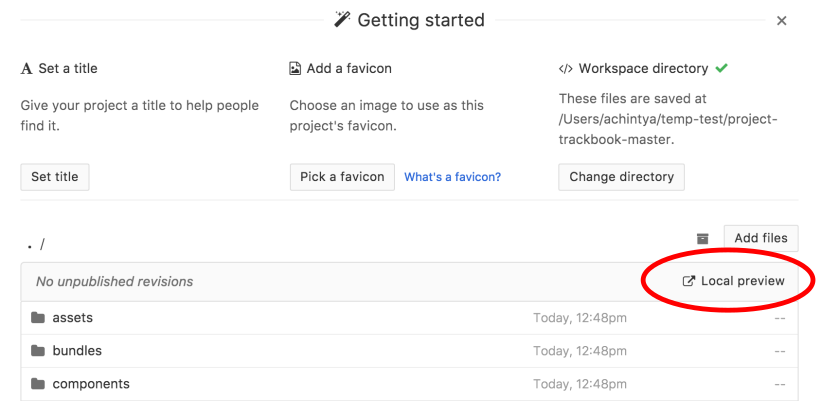 Getting started
Set a title
Give your project a title to help people
find it.
Set title
Add a favicon
Choose an image to use as this
project's favicon.
Pick a favicon What's a favicon?
</> Workspace directory
These files are saved at
/Users/achintya/temp-test/project-
trackbook-master.
Change directory
. /
Add files
No unpublished revisions
Local preview
assets Today, 12:48pm --
bundles Today, 12:48pm --
components Today, 12:48pm --